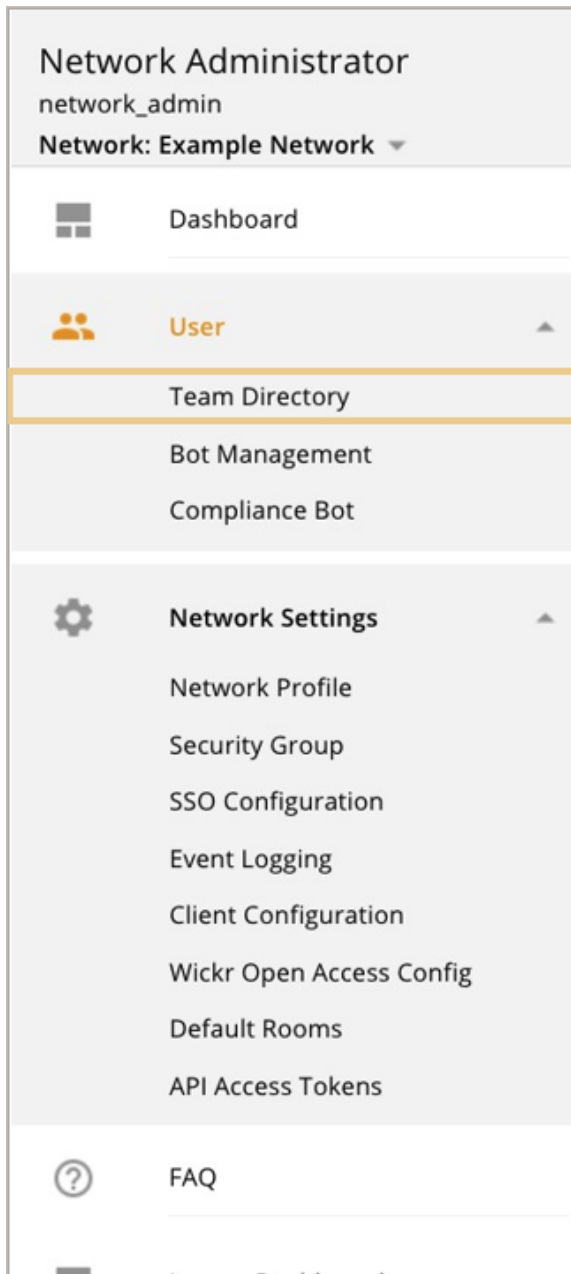 Network Administrator
network_admin
Network: Example Network
Dashboard
User
Team Directory
Bot Management
Compliance Bot
Network Settings
Network Profile
Security Group
SSO Configuration
Event Logging
Client Configuration
Wickr Open Access Config
Default Rooms
API Access Tokens
FAQ